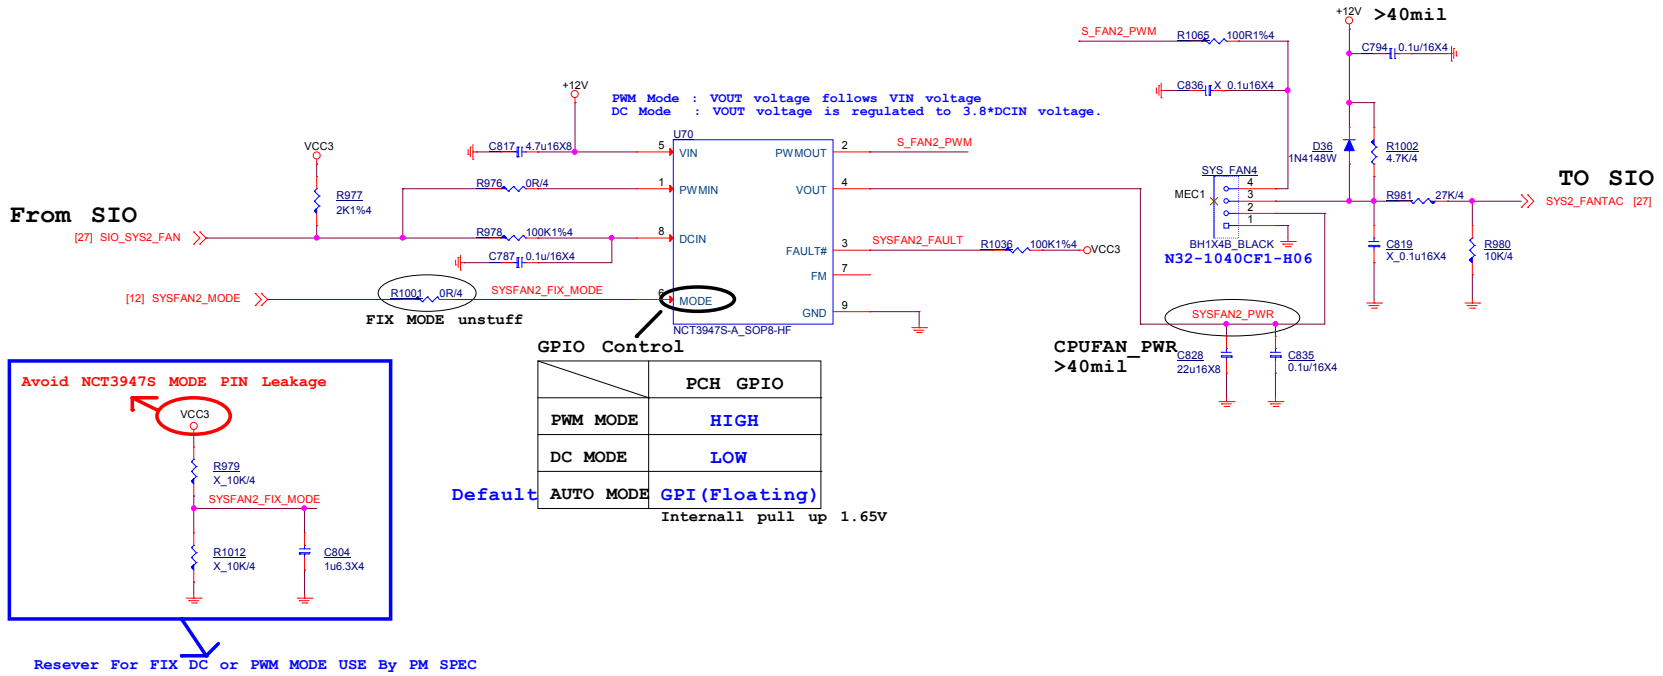 +12V
>40mil
S_FAN2_PWM
R1065
100R1%4
C794
0.1u/16X4
+12V
C836
X_0.1u16X4
PWM Mode : VOUT voltage follows VIN voltage
DC Mode : VOUT voltage is regulated to 3.8*DCIN voltage.
U70
VCC3
C817
4.7u16X8
5
VIN
PWMOUT
2
S_FAN2_PWM
D36
1N4148W
R1002
4.7K/4
R976
0R/4
1
PWMIN
VOUT
4
SYS_FAN4
MEC1
4
3
2
1
R977
2K1%4
R981
27K/4
TO SIO
SYS2_FANTAC [27]
From SIO
[27] SIO_SYS2_FAN
R978
100K1%4
8
DCIN
FAULT#
3
SYSFAN2_FAULT
R1036
100K1%4
VCC3
BH1X4B_BLACK
N32-1040CF1-H06
C819
X_0.1u16X4
R980
10K/4
C787
0.1u/16X4
FM
7
[12] SYSFAN2_MODE
R1001
0R/4
SYSFAN2_FIX_MODE
6
MODE
GND
9
SYSFAN2_PWR
FIX MODE unstuff
NCT3947S-A_SOP8-HF
GPIO Control
CPUFAN_PWR
>40mil
C828
22u16X8
C835
0.1u/16X4
PCH GPIO
PWM MODE
HIGH
DC MODE
LOW
Default
AUTO MODE
GPI(Floating)
Internall pull up 1.65V
Avoid NCT3947S MODE PIN Leakage
VCC3
R979
X_10K/4
SYSFAN2_FIX_MODE
R1012
X_10K/4
C804
1u6.3X4
Resever For FIX DC or PWM MODE USE By PM SPEC